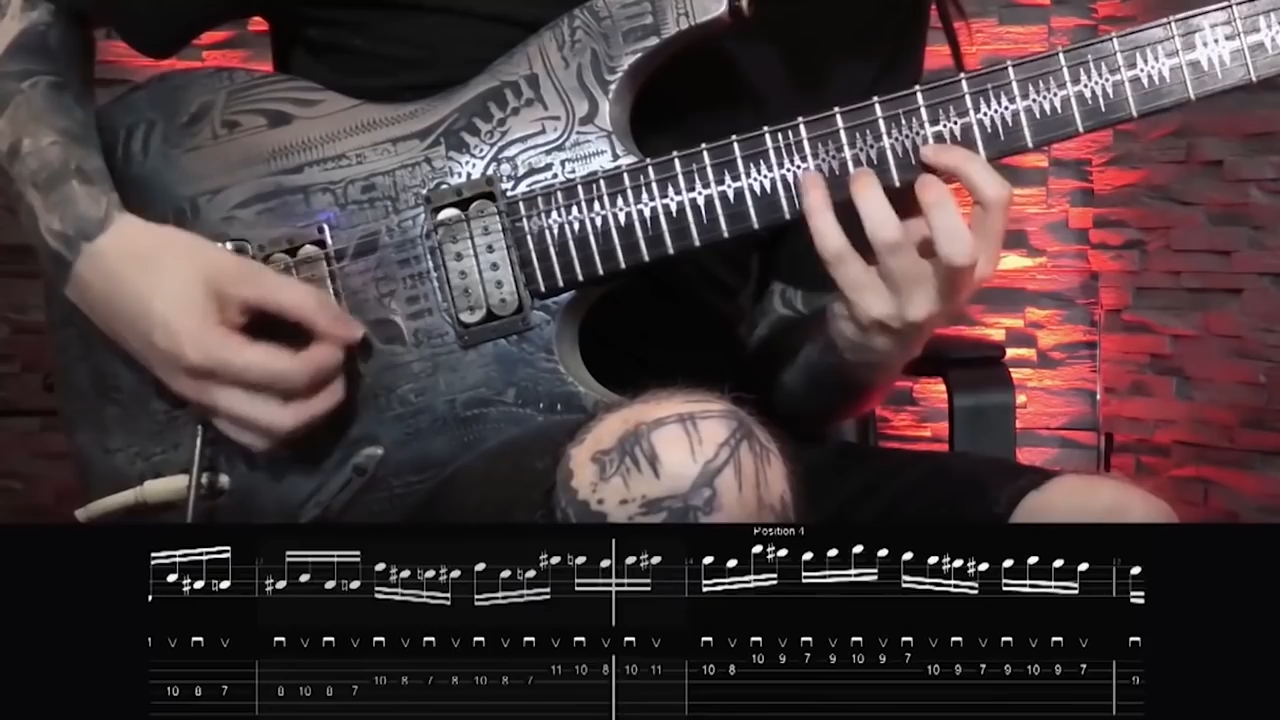 Position 4
10 9 7 9 10 9 7
11 10 8 10 11 10 8 10 9 7 9 10 9 7
10 8 7 8 10 8 7 9
10 8 7 8 10 8 7